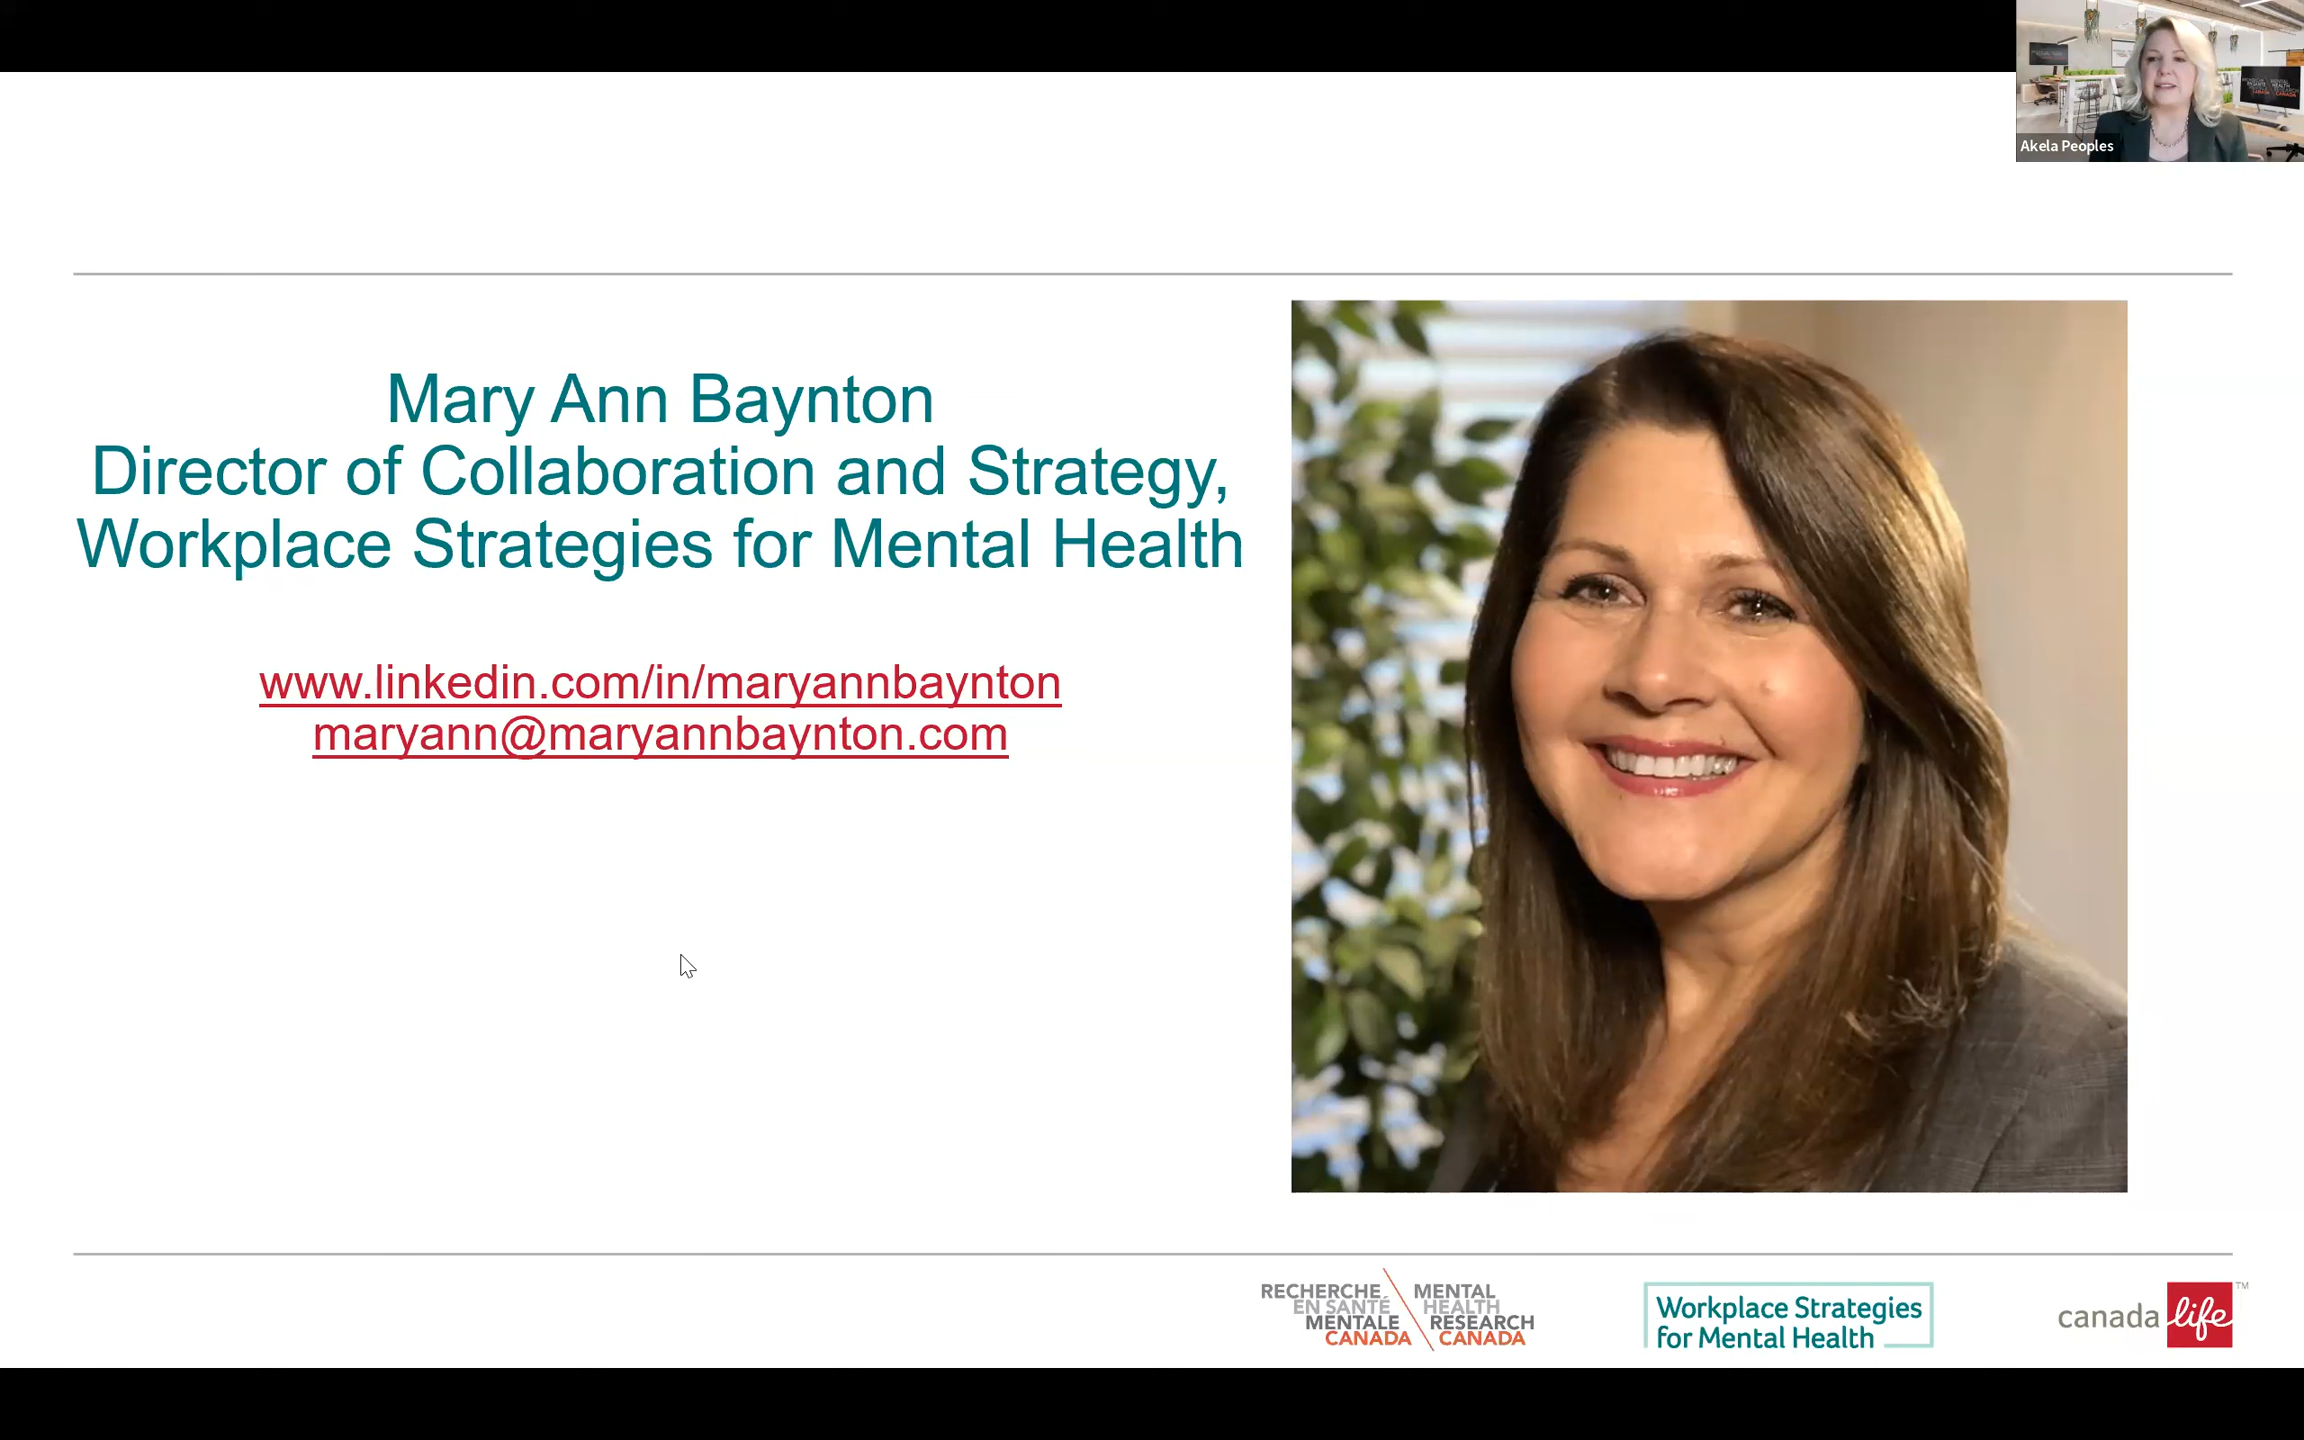 Akela Peoples
Mary Ann Baynton
Director of Collaboration and Strategy,
Workplace Strategies for Mental Health
www.linkedin.com/in/maryannbaynton
maryann@maryannbaynton.com
RECHERCHE
EN SANTÉ
MENTALE
CANADA
MENTAL
HEALTH
RESEARCH
CANADA
Workplace Strategies
for Mental Health
canada life™